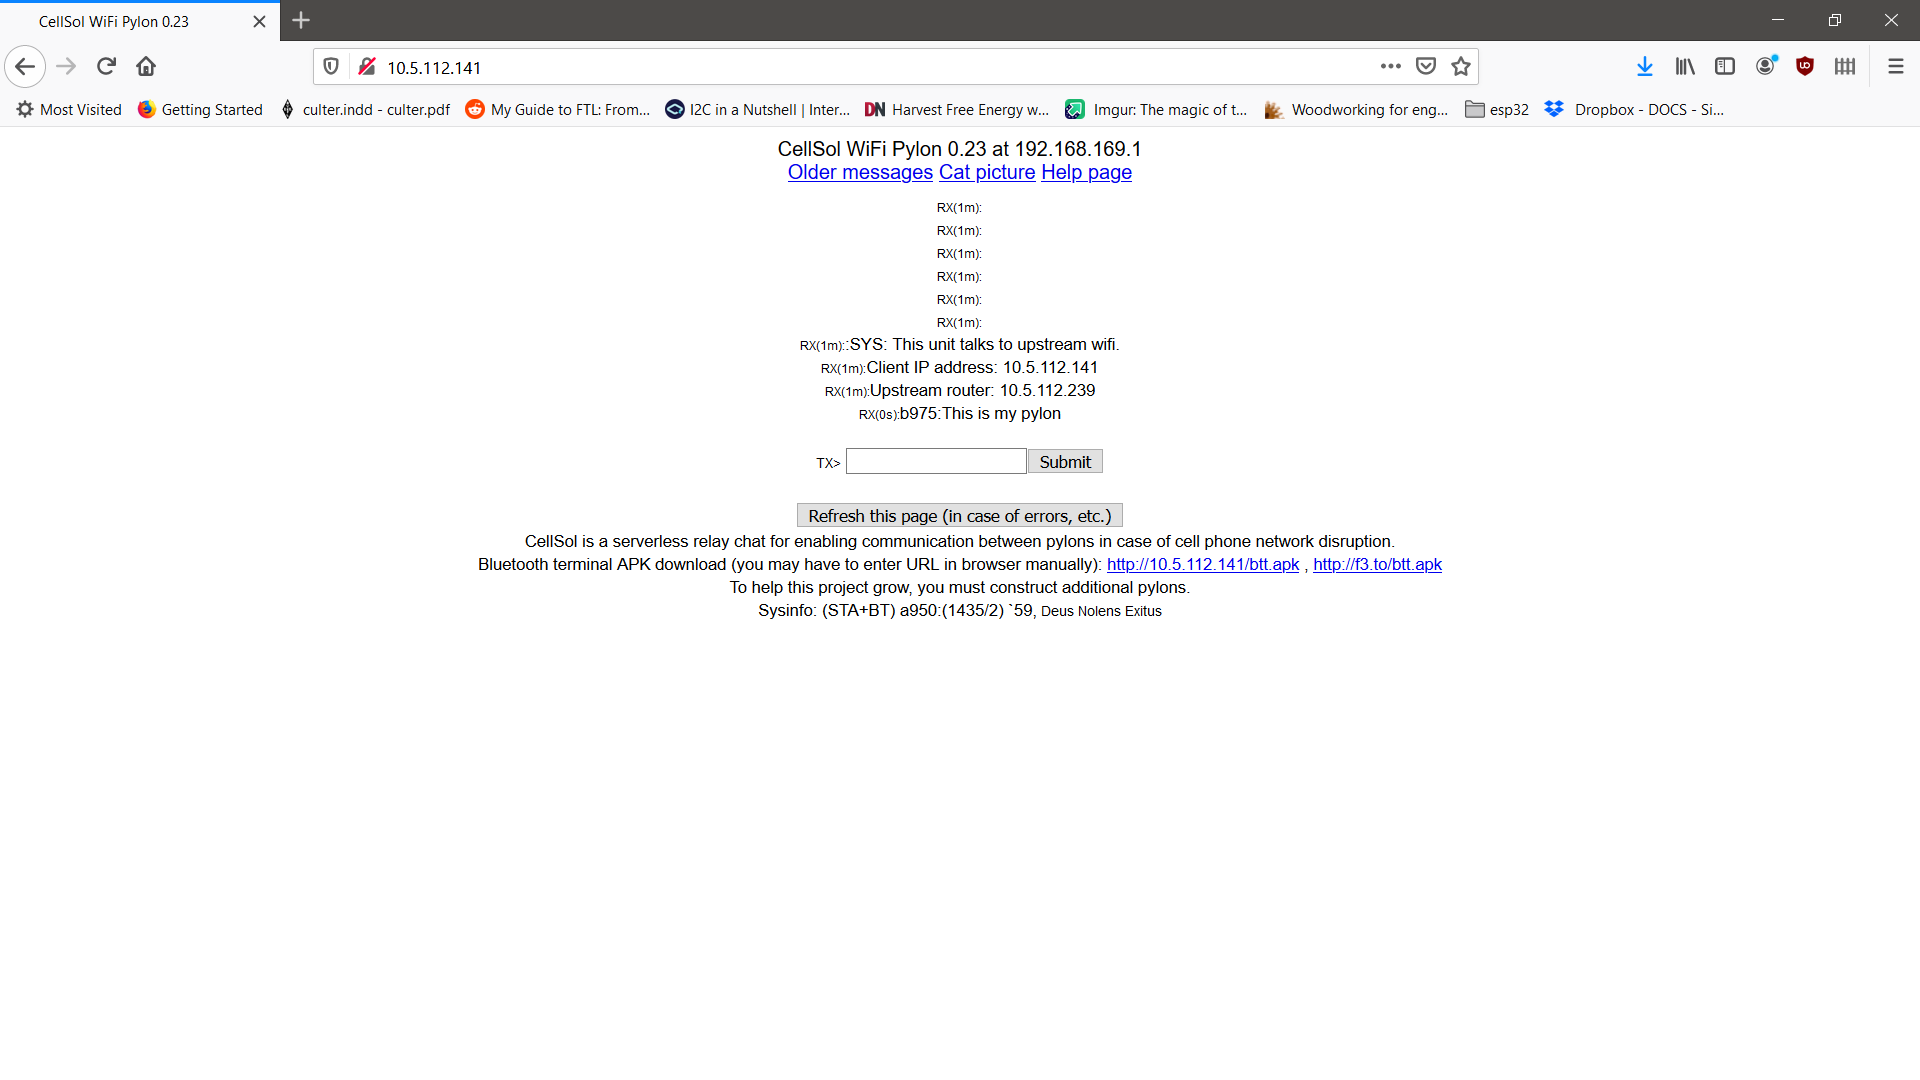 CellSol WiFi Pylon 0.23
10.5.112.141
Most Visited Getting Started culter.indd - culter.pdf My Guide to FTL: From... I2C in a Nutshell | Inter... DN Harvest Free Energy w... Imgur: The magic of t... Woodworking for eng... esp32 Dropbox - DOCS - Si...
CellSol WiFi Pylon 0.23 at 192.168.169.1
Older messages Cat picture Help page
RX(1m):
RX(1m):
RX(1m):
RX(1m):
RX(1m):
RX(1m):
RX(1m)::SYS: This unit talks to upstream wifi.
RX(1m):Client IP address: 10.5.112.141
RX(1m):Upstream router: 10.5.112.239
RX(0s):b975:This is my pylon
TX> Submit
Refresh this page (in case of errors, etc.)
CellSol is a serverless relay chat for enabling communication between pylons in case of cell phone network disruption.
Bluetooth terminal APK download (you may have to enter URL in browser manually): http://10.5.112.141/btt.apk , http://f3.to/btt.apk
To help this project grow, you must construct additional pylons.
Sysinfo: (STA+BT) a950:(1435/2) `59, Deus Nolens Exitus